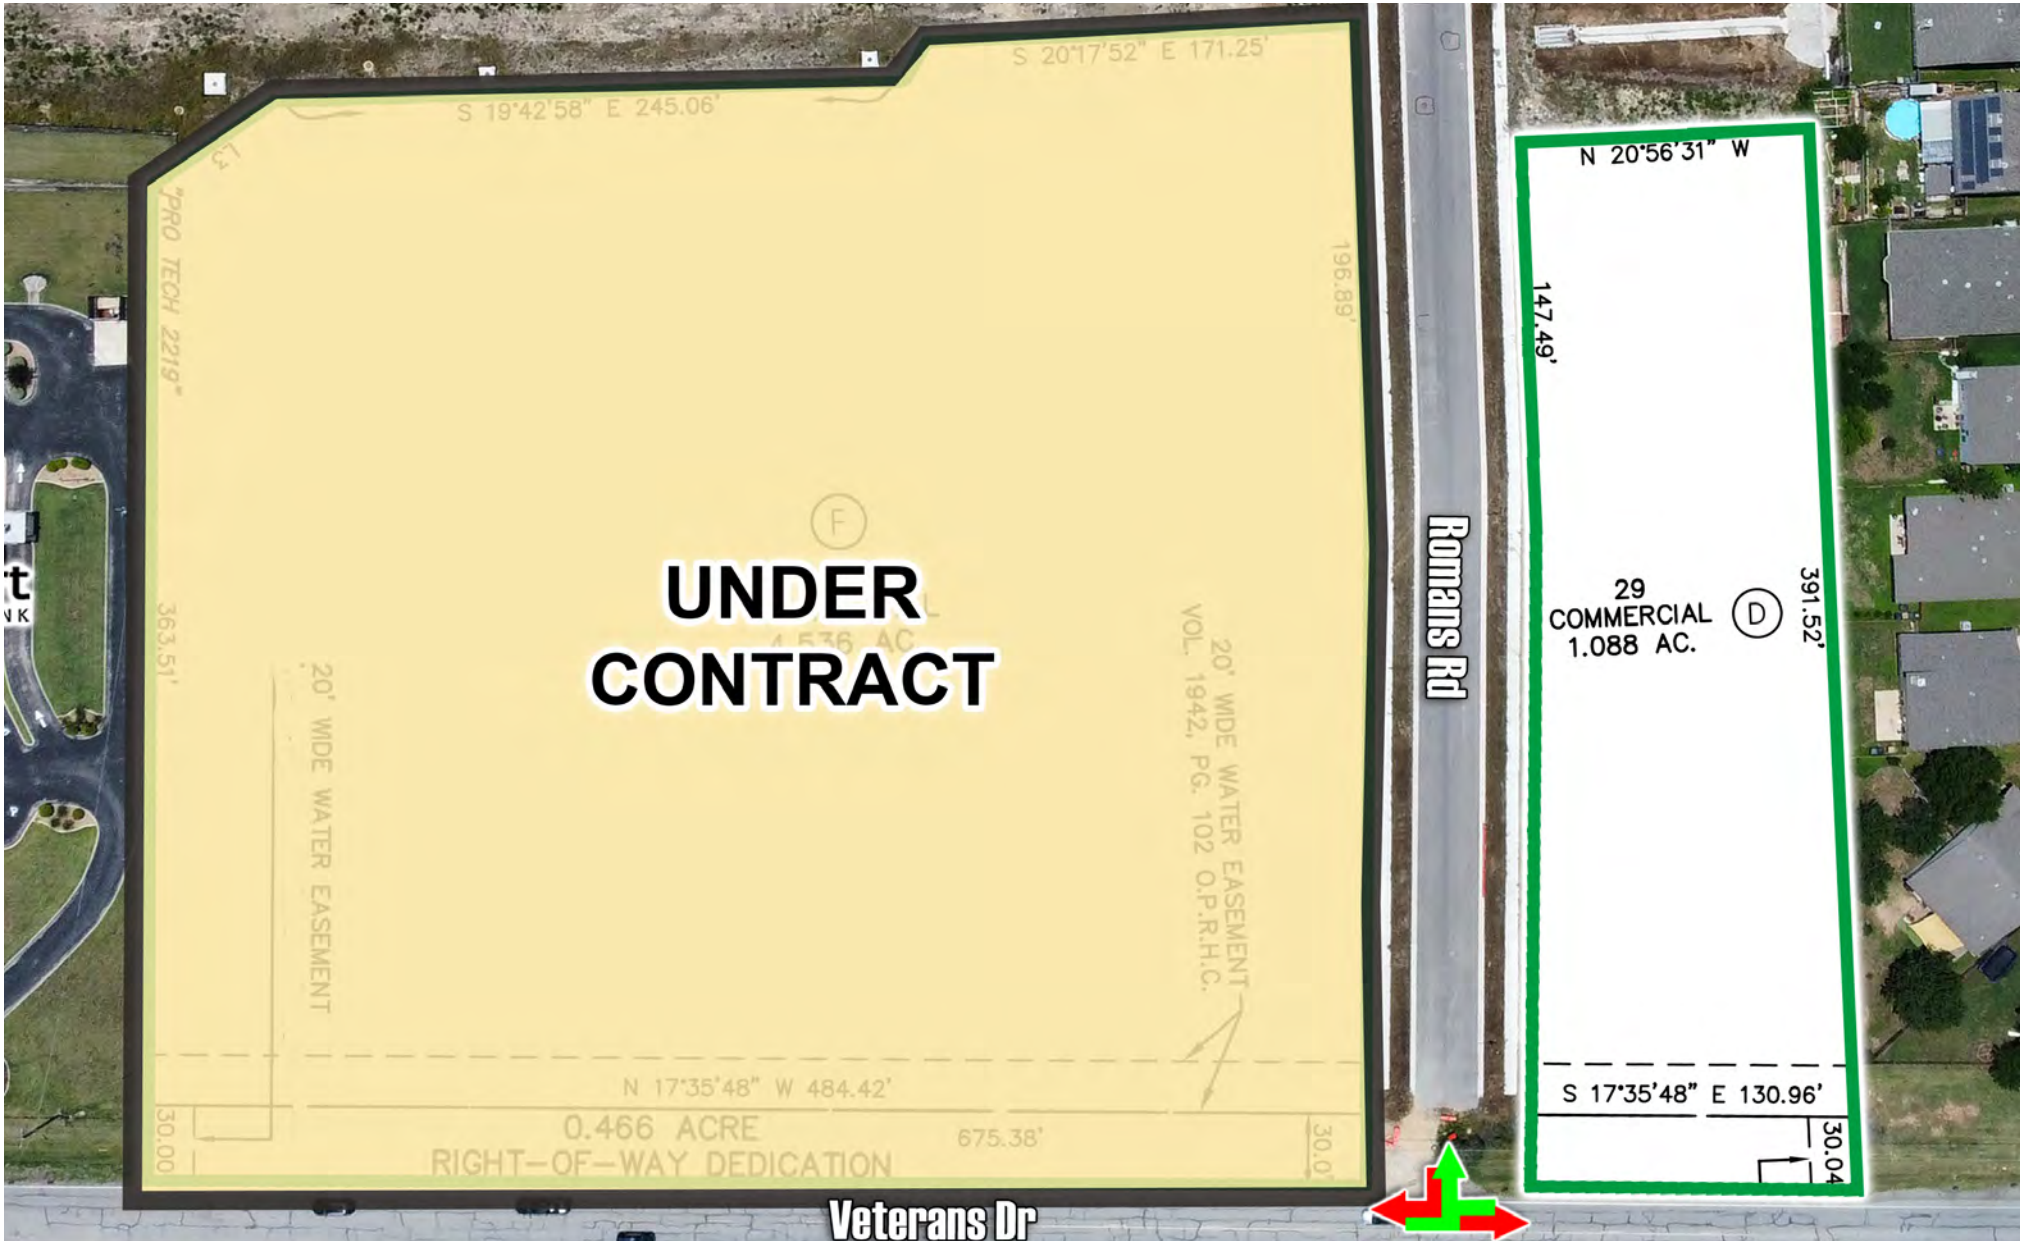 S 20°17'52" E 171.25'
S 19°42'58" E 245.06'
L3
"PRO TECH 2219"
196.89'
363.51'
F
UNDER
4.536 AC
CONTRACT
20' WIDE WATER EASEMENT
20' WIDE WATER EASEMENT
VOL. 1942, PG. 102 O.P.R.H.C.
N 17°35'48" W 484.42'
0.466 ACRE
RIGHT-OF-WAY DEDICATION
675.38'
30.00
30.0'
Veterans Dr
Romans Rd
N 20°56'31" W
147.49'
391.52'
29
COMMERCIAL
1.088 AC.
D
S 17°35'48" E 130.96'
30.04